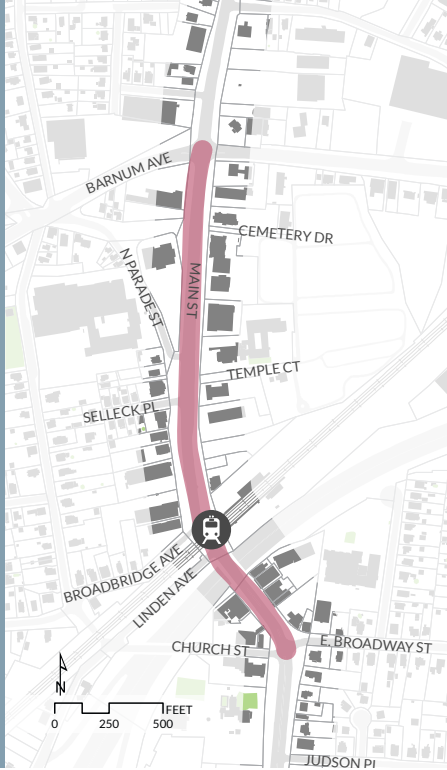 BARNUM AVE
CEMETERY DR
N PARADE ST
MAIN ST
TEMPLE CT
SELLECK PL
BROADBRIDGE AVE
LINDEN AVE
CHURCH ST
E. BROADWAY ST
N
FEET
0 250 500
JUDSON PL